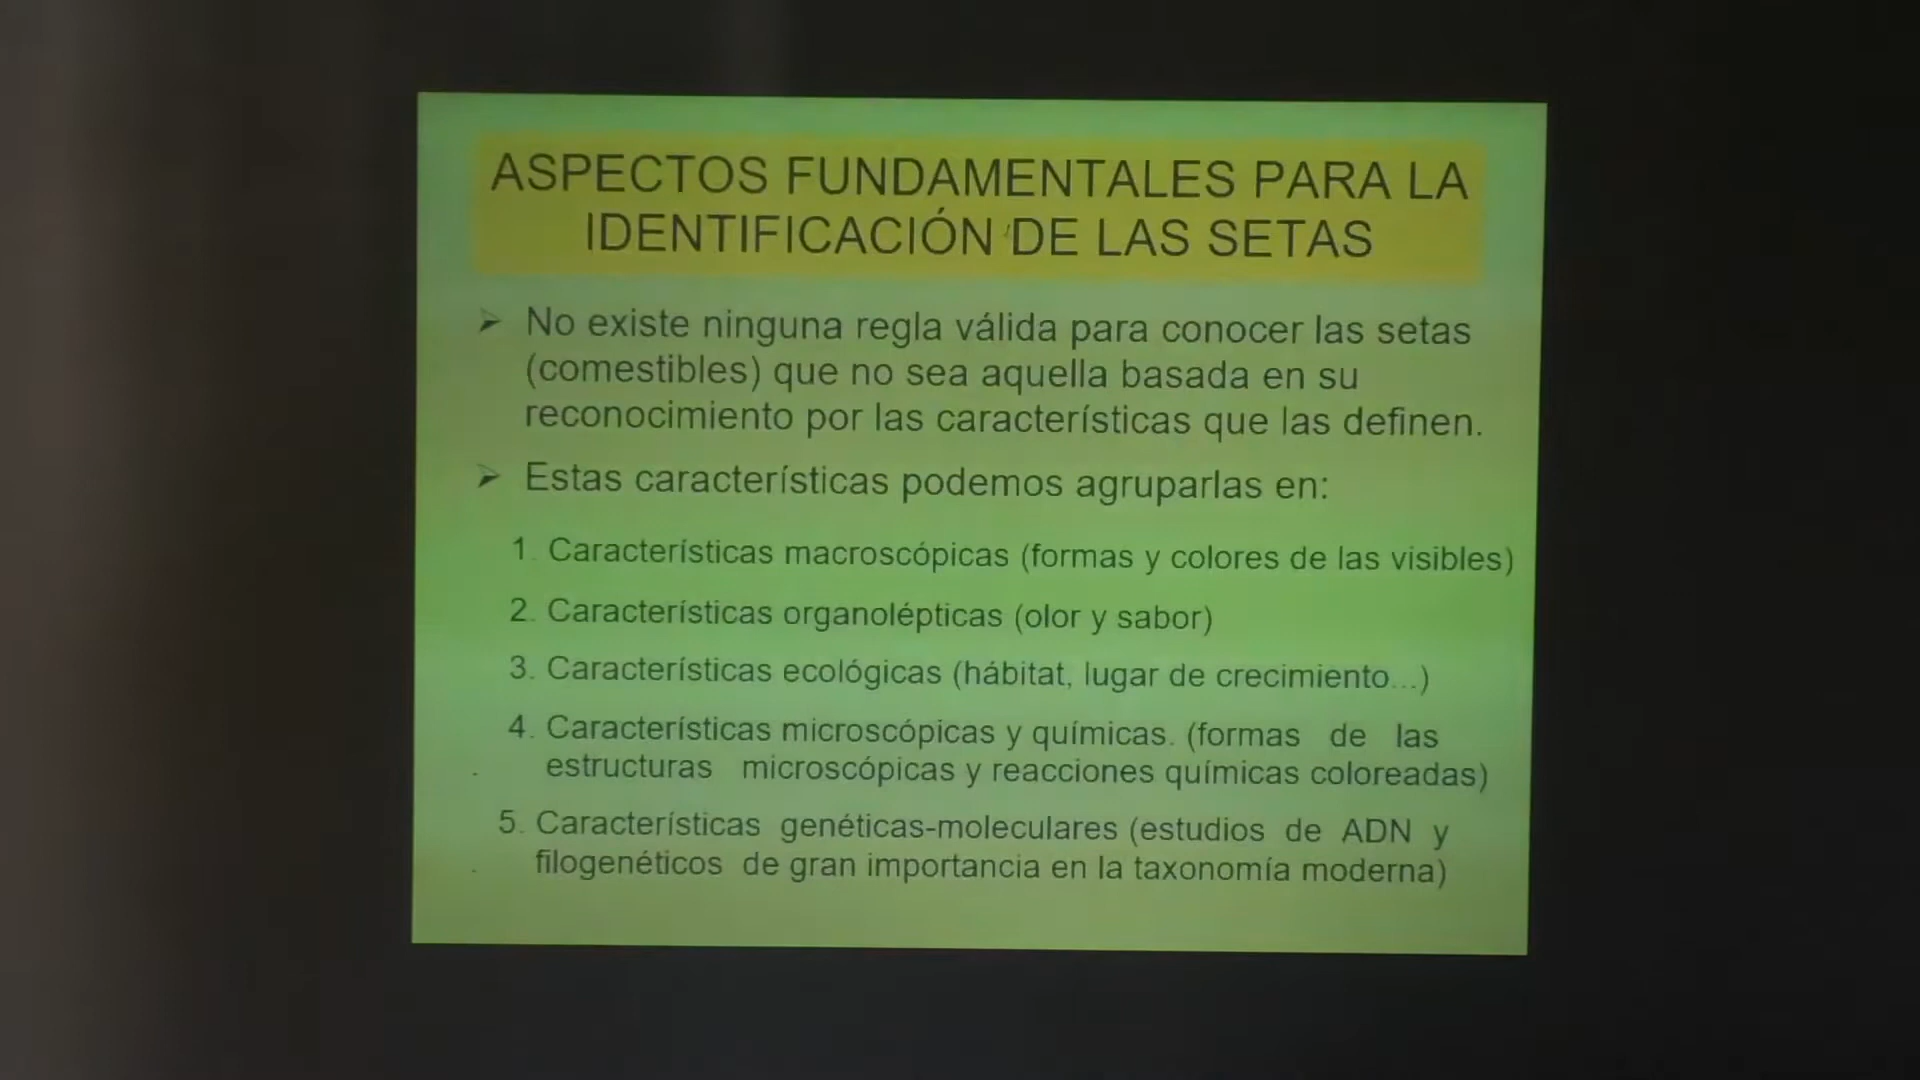 ASPECTOS FUNDAMENTALES PARA LA
IDENTIFICACIÓN DE LAS SETAS
➢ No existe ninguna regla válida para conocer las setas
(comestibles) que no sea aquella basada en su
reconocimiento por las características que las definen.
➢ Estas características podemos agruparlas en:
1. Características macroscópicas (formas y colores de las visibles)
2. Características organolépticas (olor y sabor)
3. Características ecológicas (hábitat, lugar de crecimiento...)
4. Características microscópicas y químicas. (formas de las
estructuras microscópicas y reacciones químicas coloreadas)
5. Características genéticas-moleculares (estudios de ADN y
filogenéticos de gran importancia en la taxonomía moderna)